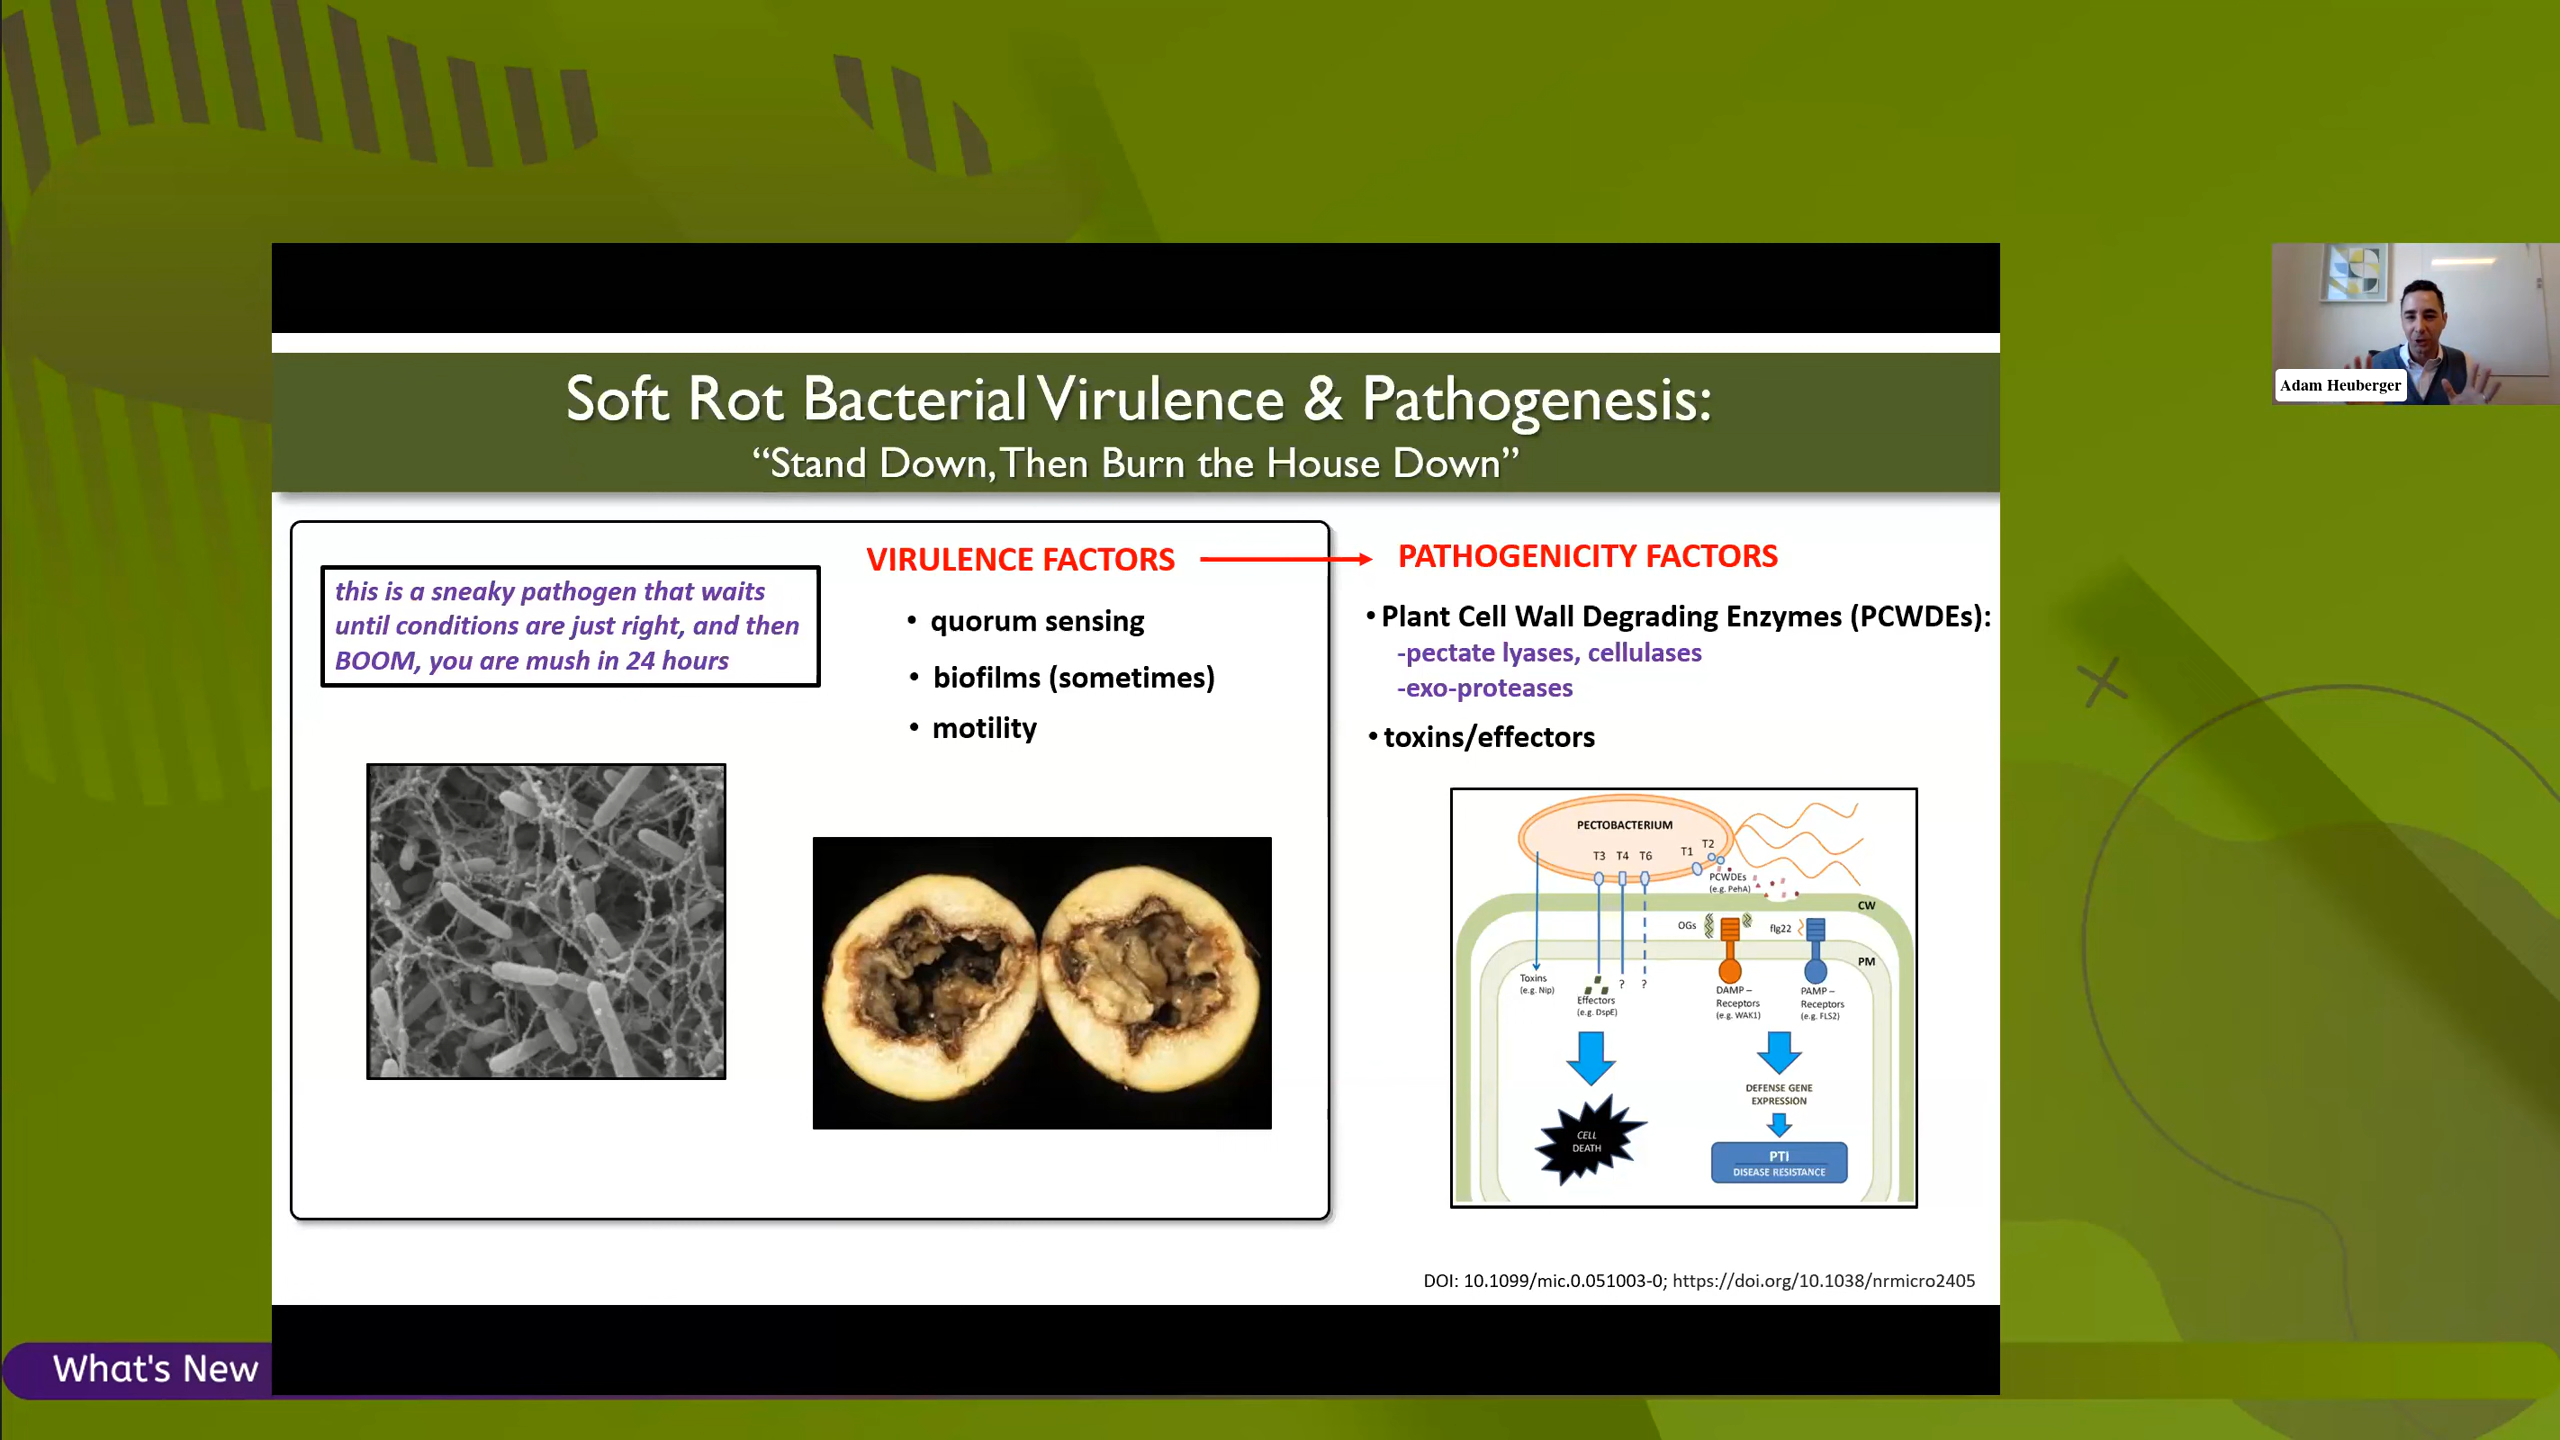 Adam Heuberger
Soft Rot Bacterial Virulence & Pathogenesis:
“Stand Down, Then Burn the House Down”
this is a sneaky pathogen that waits
until conditions are just right, and then
BOOM, you are mush in 24 hours
VIRULENCE FACTORS
• quorum sensing
• biofilms (sometimes)
• motility
PATHOGENICITY FACTORS
• Plant Cell Wall Degrading Enzymes (PCWDEs):
-pectate lyases, cellulases
-exo-proteases
• toxins/effectors
PECTOBACTERIUM
T3 T4 T6 T1 T2
PCWDEs
(e.g. PehA)
CW
OGs
flg22
PM
Toxins
(e.g. Nip)
Effectors
(e.g. DspE)
? ?
DAMP –
Receptors
(e.g. WAK1)
PAMP –
Receptors
(e.g. FLS2)
CELL
DEATH
DEFENSE GENE
EXPRESSION
PTI
DISEASE RESISTANCE
DOI: 10.1099/mic.0.051003-0; https://doi.org/10.1038/nrmicro2405
What's New